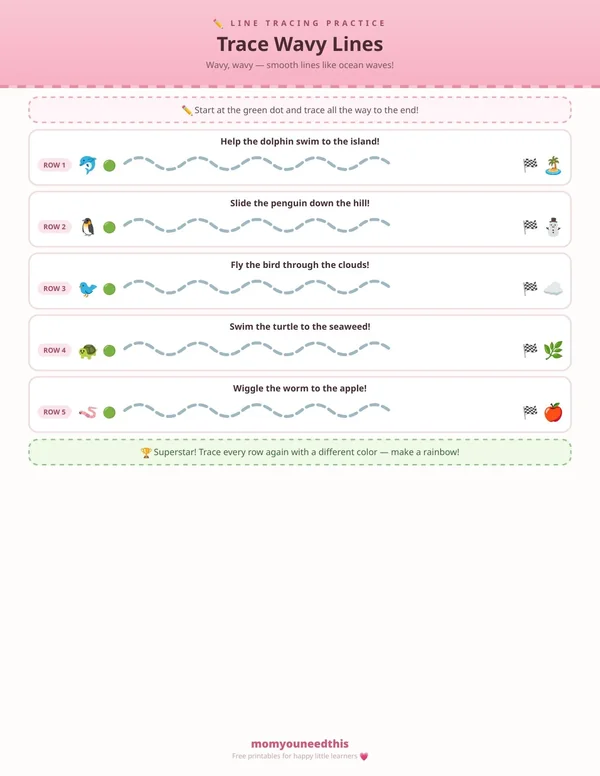 LINE TRACING PRACTICE
Trace Wavy Lines
Wavy, wavy — smooth lines like ocean waves!
Start at the green dot and trace all the way to the end!
Help the dolphin swim to the island!
ROW 1
Slide the penguin down the hill!
ROW 2
Fly the bird through the clouds!
ROW 3
Swim the turtle to the seaweed!
ROW 4
Wiggle the worm to the apple!
ROW 5
Superstar! Trace every row again with a different color — make a rainbow!
momyouneedthis
Free printables for happy little learners